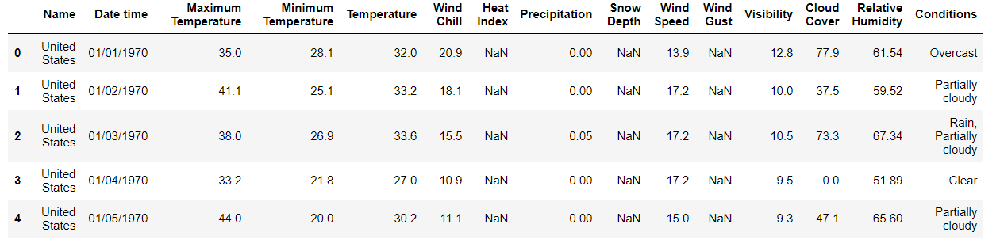 Name Date time Maximum Temperature Minimum Temperature Temperature Wind Chill Heat Index Precipitation Snow Depth Wind Speed Wind Gust Visibility Cloud Cover Relative Humidity Conditions
0 United States 01/01/1970 35.0 28.1 32.0 20.9 NaN 0.00 NaN 13.9 NaN 12.8 77.9 61.54 Overcast
1 United States 01/02/1970 41.1 25.1 33.2 18.1 NaN 0.00 NaN 17.2 NaN 10.0 37.5 59.52 Partially cloudy
2 United States 01/03/1970 38.0 26.9 33.6 15.5 NaN 0.05 NaN 17.2 NaN 10.5 73.3 67.34 Rain, Partially cloudy
3 United States 01/04/1970 33.2 21.8 27.0 10.9 NaN 0.00 NaN 17.2 NaN 9.5 0.0 51.89 Clear
4 United States 01/05/1970 44.0 20.0 30.2 11.1 NaN 0.00 NaN 15.0 NaN 9.3 47.1 65.60 Partially cloudy